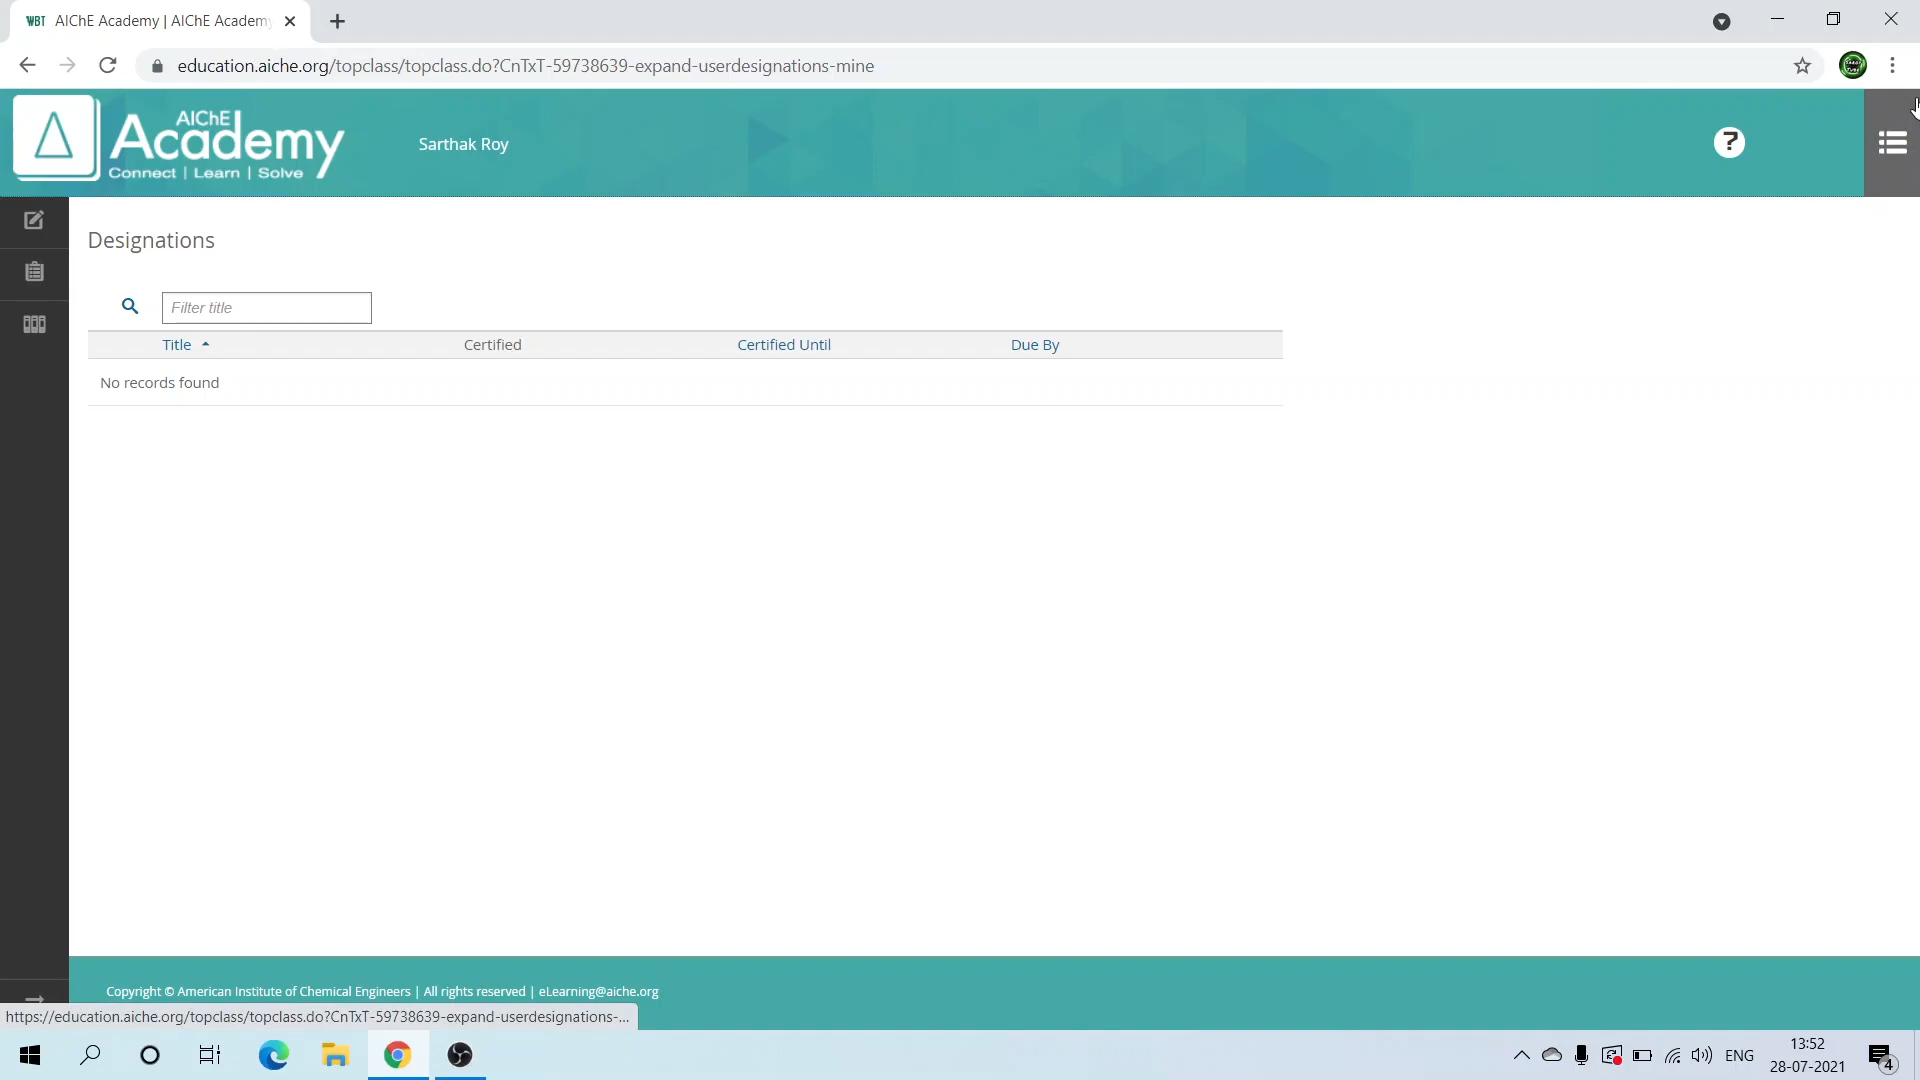 WBT AIChE Academy | AIChE Academy
education.aiche.org/topclass/topclass.do?CnTxT-59738639-expand-userdesignations-mine
AIChE
Academy
Connect | Learn | Solve
Sarthak Roy
?
Designations
Filter title
Title Certified Certified Until Due By
No records found
Copyright © American Institute of Chemical Engineers | All rights reserved | eLearning@aiche.org
https://education.aiche.org/topclass/topclass.do?CnTxT-59738639-expand-userdesignations-...
ENG
13:52
28-07-2021
4